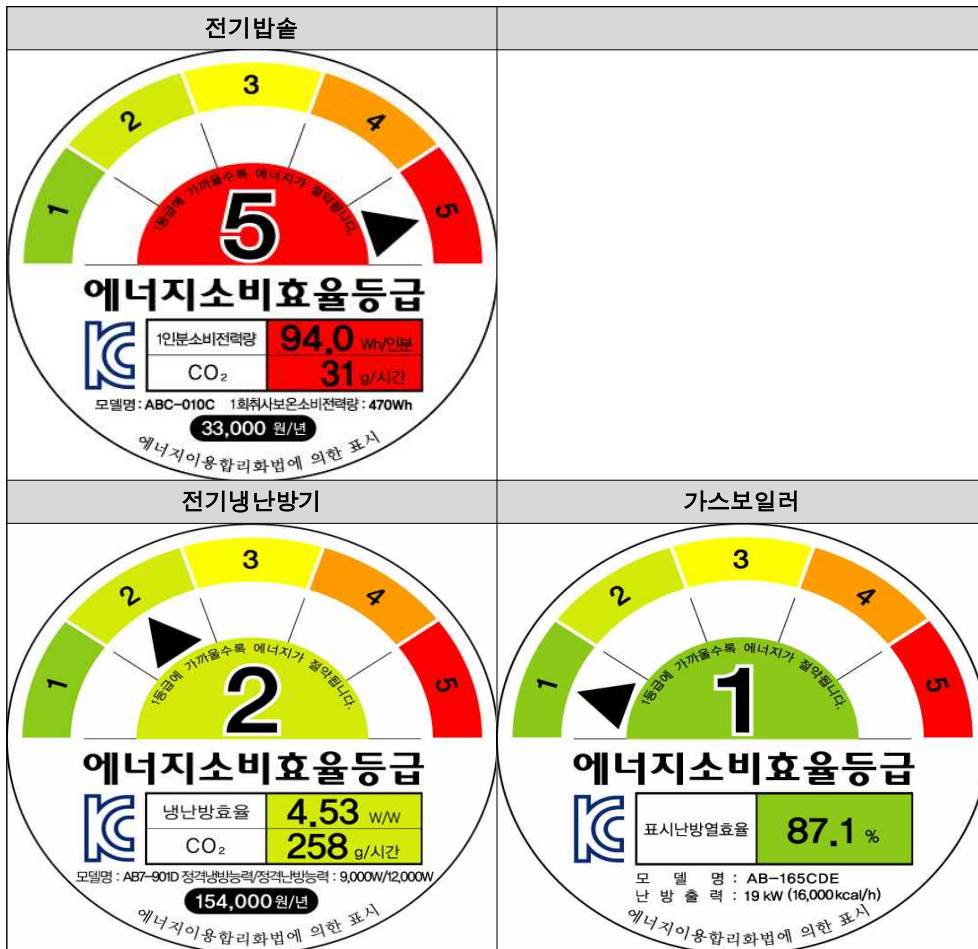 전기밥솥
1 2 3 4 5
1등급에 가까울수록 에너지가 절약됩니다.
5
에너지소비효율등급
1인분소비전력량 94.0 Wh/인분
CO₂ 31 g/시간
모델명 : ABC-010C 1회취사보온소비전력량 : 470Wh
33,000 원/년
에너지이용합리화법에 의한 표시
전기냉난방기
1 2 3 4 5
1등급에 가까울수록 에너지가 절약됩니다.
2
에너지소비효율등급
냉난방효율 4.53 W/W
CO₂ 258 g/시간
모델명 : AB7-901D 정격냉방능력/정격난방능력 : 9,000W/12,000W
154,000원/년
에너지이용합리화법에 의한 표시
가스보일러
1 2 3 4 5
1등급에 가까울수록 에너지가 절약됩니다.
1
에너지소비효율등급
표시난방열효율 87.1 %
모 델 명 : AB-165CDE
난 방 출 력 : 19 kW (16,000kcal/h)
에너지이용합리화법에 의한 표시